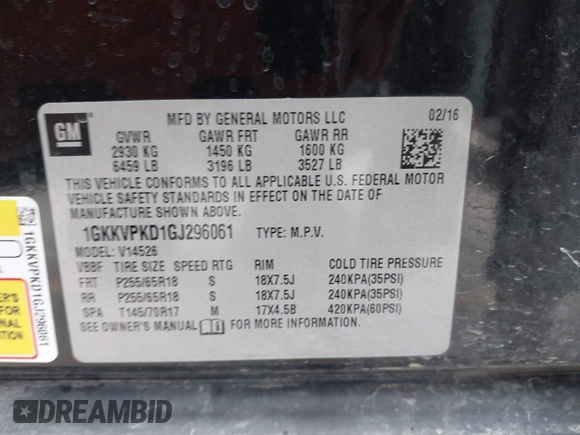 GM
MFD BY GENERAL MOTORS LLC
02/16
GVWR GAWR FRT GAWR RR
2930 KG 1450 KG 1600 KG
6459 LB 3196 LB 3527 LB
THIS VEHICLE CONFORMS TO ALL APPLICABLE U.S. FEDERAL MOTOR
VEHICLE SAFETY STANDARDS IN EFFECT ON THE DATE OF
MANUFACTURE SHOWN ABOVE.
1GKKVPKD1GJ296061 TYPE: M.P.V.
MODEL: V14526
VBBF TIRE SIZE SPEED RTG RIM COLD TIRE PRESSURE
FRT P255/65R18 S 18X7.5J 240KPA(35PSI)
RR P255/65R18 S 18X7.5J 240KPA(35PSI)
SPA T145/70R17 M 17X4.5B 420KPA(60PSI)
SEE OWNER'S MANUAL FOR MORE INFORMATION.
1GKKVPKD1GJ296061
NER'S
FOR
NAL
ATION
DREAMBID